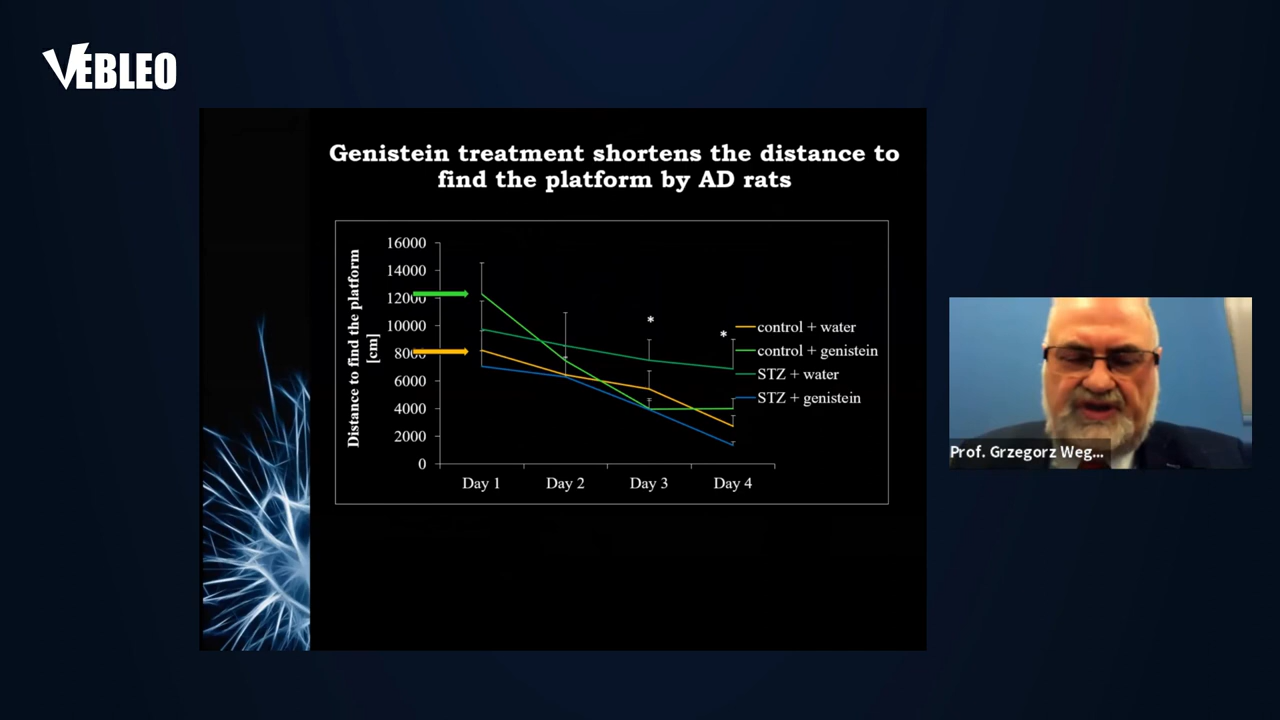 VEBLEO
Genistein treatment shortens the distance to
find the platform by AD rats
Distance to find the platform
[cm]
16000
14000
12000
10000
8000
6000
4000
2000
0
Day 1 Day 2 Day 3 Day 4
*
*
control + water
control + genistein
STZ + water
STZ + genistein
Prof. Grzegorz Weg...